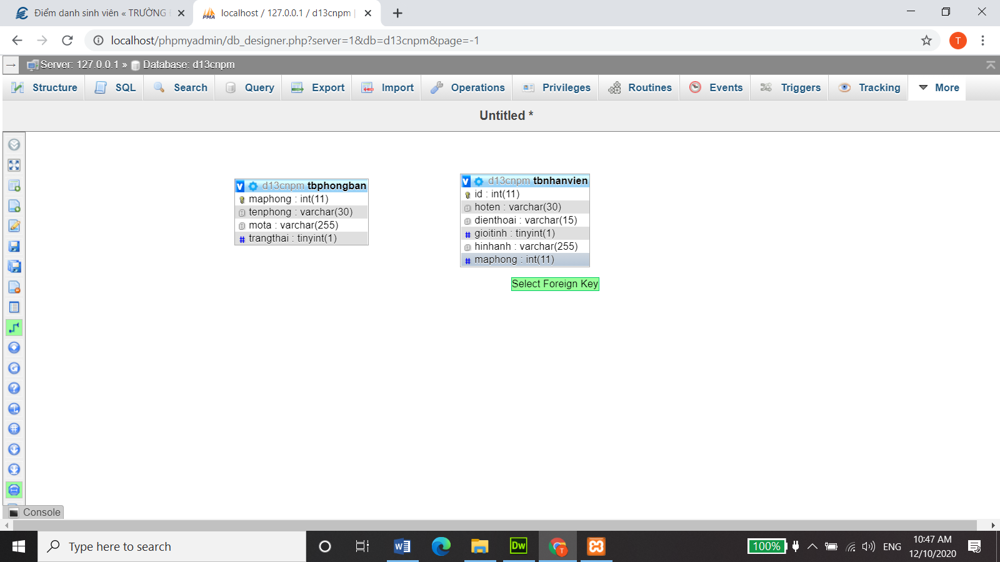 Điểm danh sinh viên « TRƯỜNG
localhost / 127.0.0.1 / d13cnpm |
localhost/phpmyadmin/db_designer.php?server=1&db=d13cnpm&page=-1
T
Server: 127.0.0.1 » Database: d13cnpm
Structure SQL Search Query Export Import Operations Privileges Routines Events Triggers Tracking More
Untitled *
v d13cnpm tbphongban
maphong : int(11)
tenphong : varchar(30)
mota : varchar(255)
# trangthai : tinyint(1)
v d13cnpm tbnhanvien
id : int(11)
hoten : varchar(30)
dienthoai : varchar(15)
# gioitinh : tinyint(1)
hinhanh : varchar(255)
# maphong : int(11)
Select Foreign Key
Console
Type here to search
Dw
100%
ENG
10:47 AM
12/10/2020